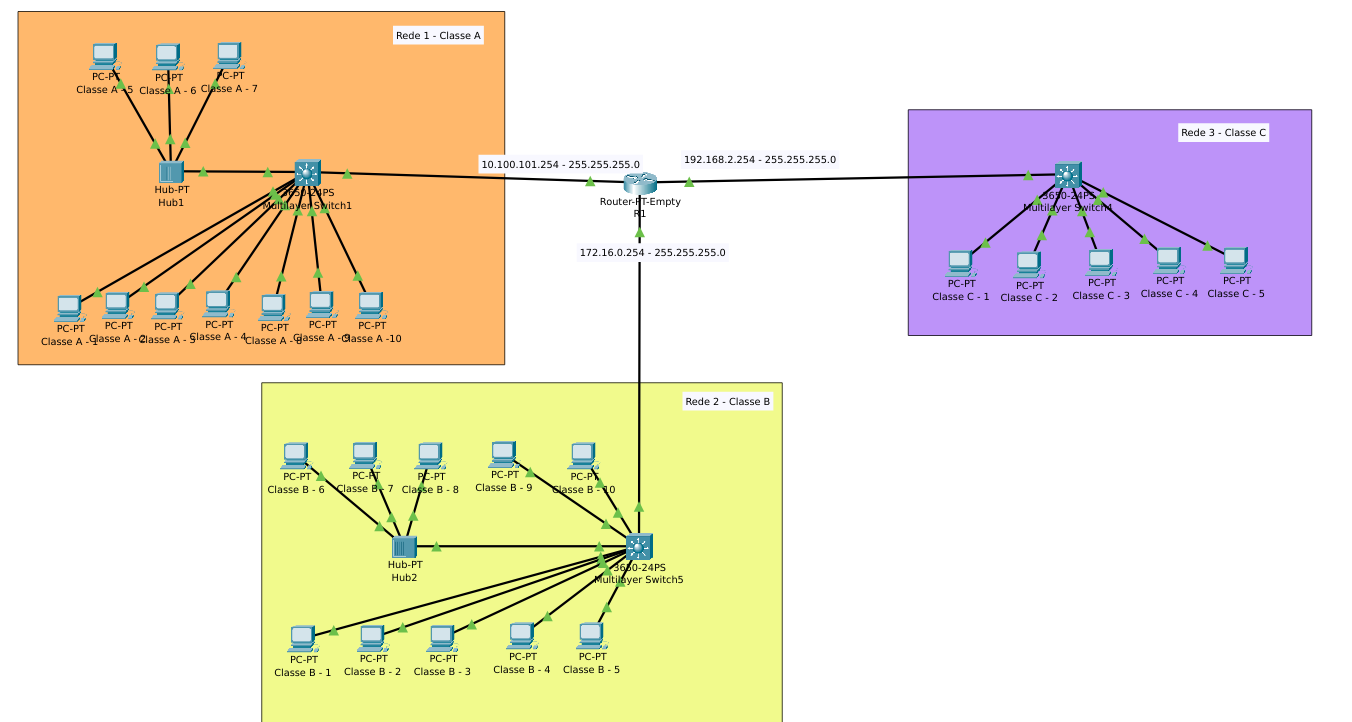 Rede 1 - Classe A
PC-PT
Classe A - 5
PC-PT
Classe A - 6
PC-PT
Classe A - 7
Hub-PT
Hub1
3650-24PS
Multilayer Switch1
PC-PT
Classe A - 1
PC-PT
Classe A - 2
PC-PT
Classe A - 3
PC-PT
Classe A - 4
PC-PT
Classe A - 8
PC-PT
Classe A - 9
PC-PT
Classe A -10
10.100.101.254 - 255.255.255.0
192.168.2.254 - 255.255.255.0
Router-PT-Empty
R1
172.16.0.254 - 255.255.255.0
Rede 3 - Classe C
3650-24PS
Multilayer Switch4
PC-PT
Classe C - 1
PC-PT
Classe C - 2
PC-PT
Classe C - 3
PC-PT
Classe C - 4
PC-PT
Classe C - 5
Rede 2 - Classe B
PC-PT
Classe B - 6
PC-PT
Classe B - 7
PC-PT
Classe B - 8
PC-PT
Classe B - 9
PC-PT
Classe B - 10
Hub-PT
Hub2
3650-24PS
Multilayer Switch5
PC-PT
Classe B - 1
PC-PT
Classe B - 2
PC-PT
Classe B - 3
PC-PT
Classe B - 4
PC-PT
Classe B - 5